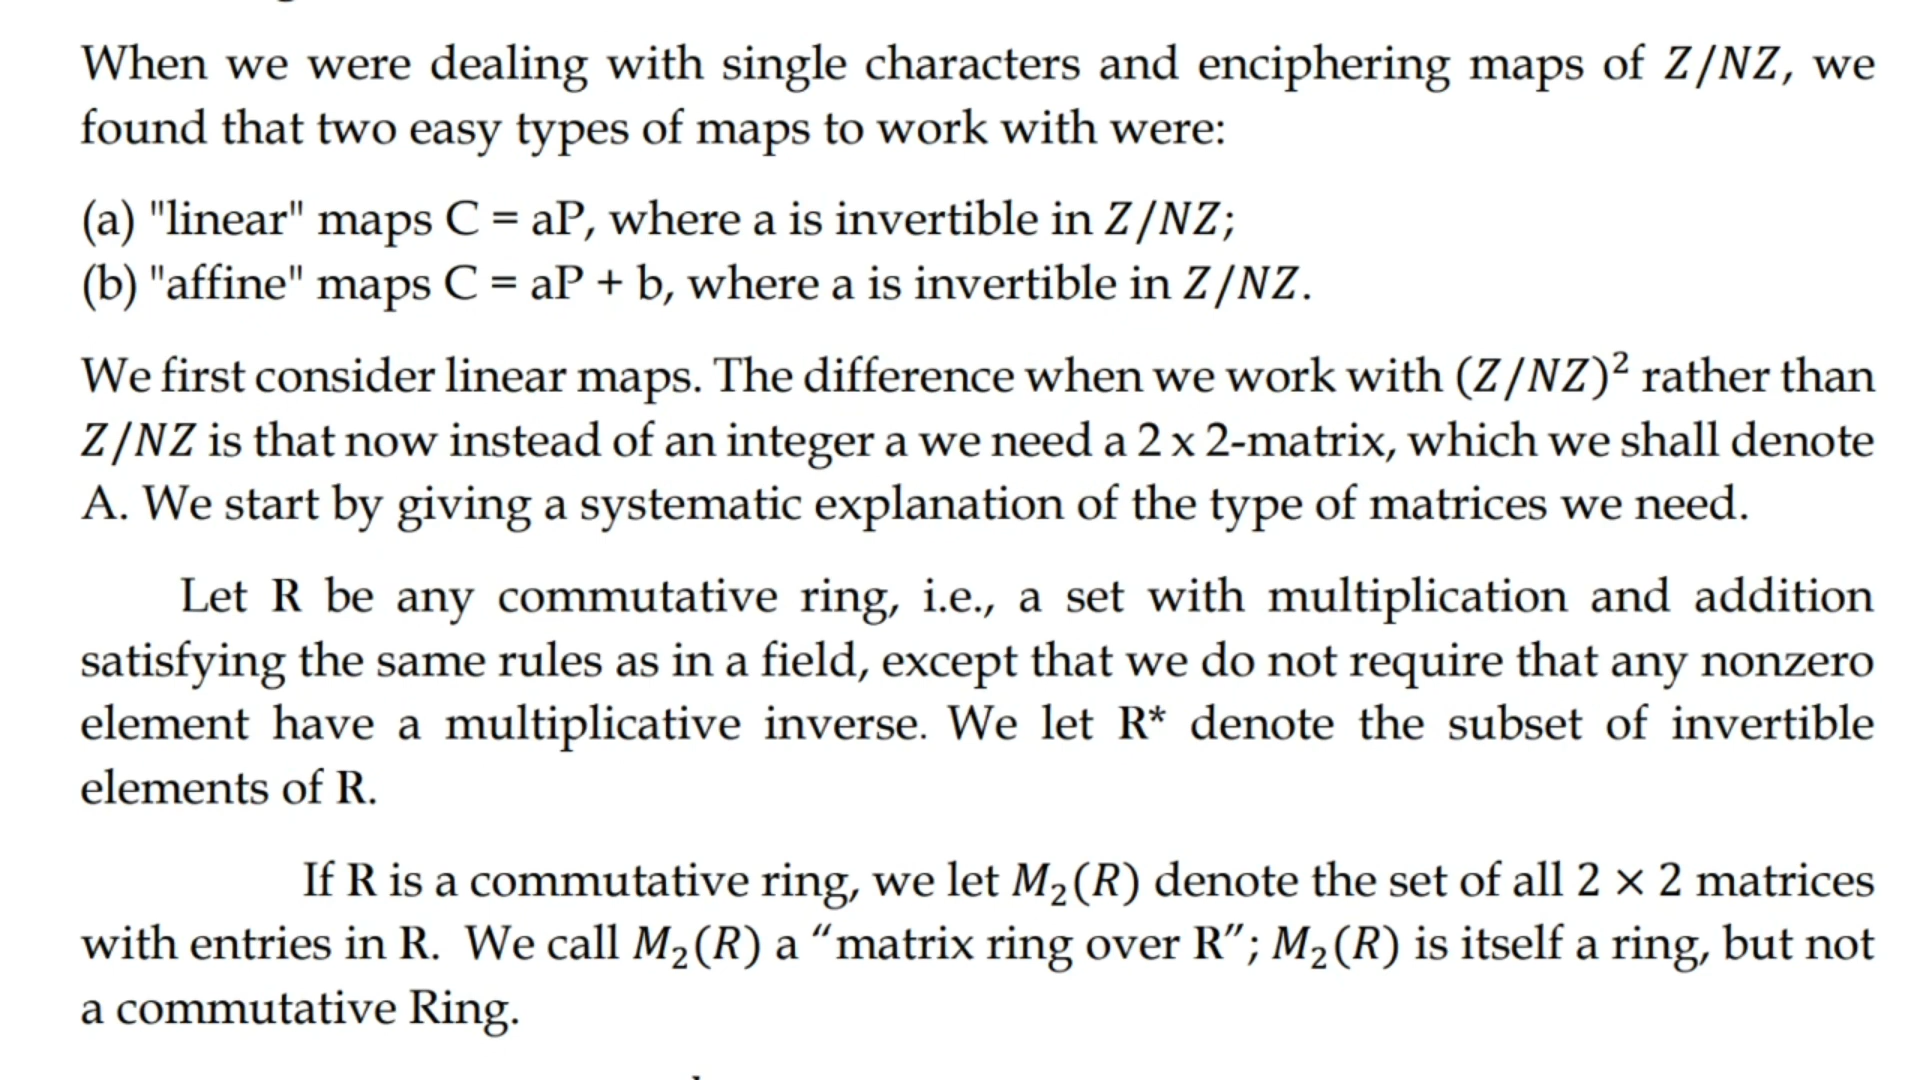 When we were dealing with single characters and enciphering maps of Z/NZ, we
found that two easy types of maps to work with were:
(a) "linear" maps C = aP, where a is invertible in Z/NZ;
(b) "affine" maps C = aP + b, where a is invertible in Z/NZ.
We first consider linear maps. The difference when we work with (Z/NZ)² rather than
Z/NZ is that now instead of an integer a we need a 2 x 2-matrix, which we shall denote
A. We start by giving a systematic explanation of the type of matrices we need.
Let R be any commutative ring, i.e., a set with multiplication and addition
satisfying the same rules as in a field, except that we do not require that any nonzero
element have a multiplicative inverse. We let R* denote the subset of invertible
elements of R.
If R is a commutative ring, we let M₂(R) denote the set of all 2 × 2 matrices
with entries in R. We call M₂(R) a “matrix ring over R”; M₂(R) is itself a ring, but not
a commutative Ring.